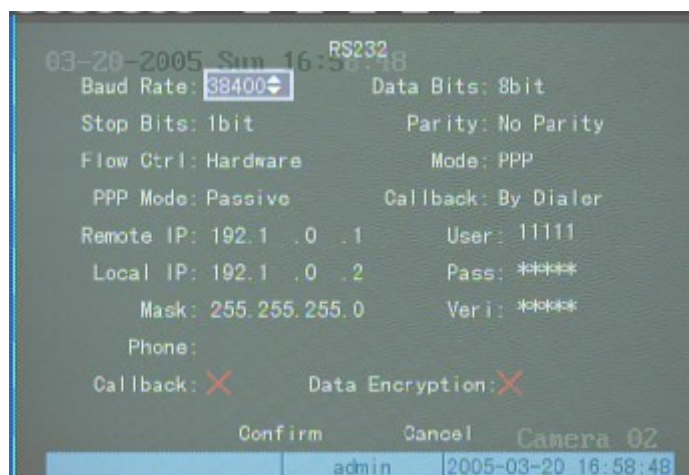 RS232
03-20-2005 Sun 16:58:48
Baud Rate: 38400 Data Bits: 8bit
Stop Bits: 1bit Parity: No Parity
Flow Ctrl: Hardware Mode: PPP
PPP Mode: Passive Callback: By Dialer
Remote IP: 192.1 .0 .1 User: 11111
Local IP: 192.1 .0 .2 Pass: *****
Mask: 255.255.255.0 Veri: *****
Phone:
Callback: Data Encryption:
Confirm Cancel Camera 02
admin 2005-03-20 16:58:48